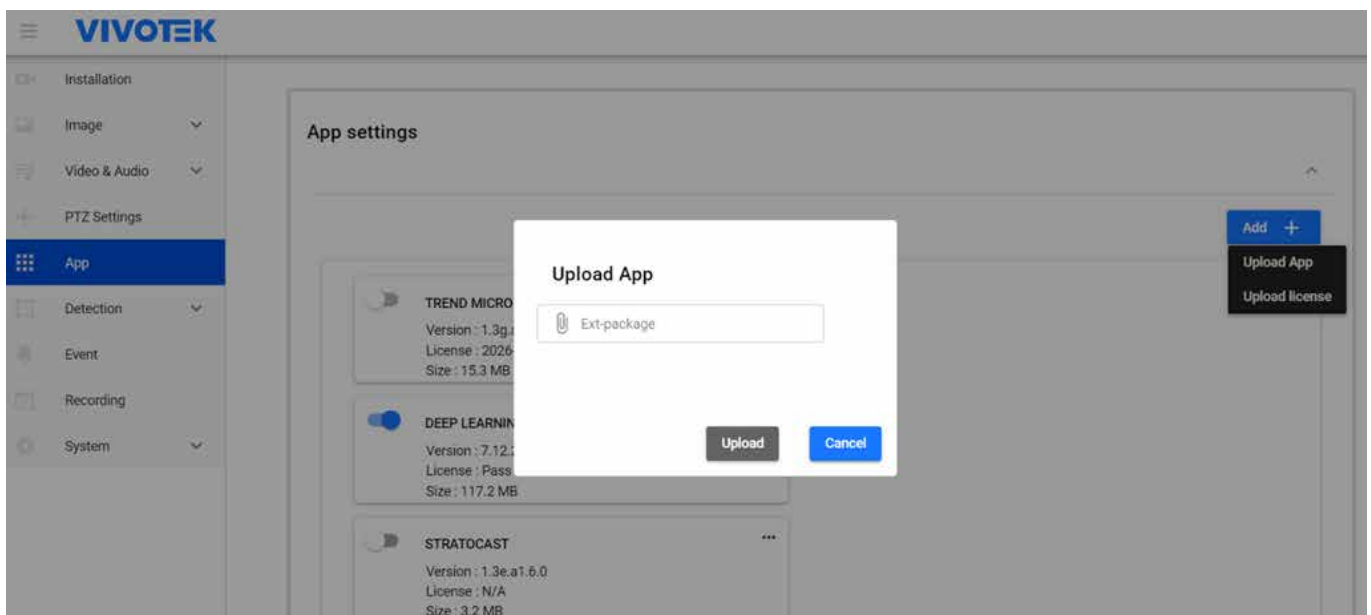 VIVOTEK
Installation
Image
Video & Audio
PTZ Settings
App
Detection
Event
Recording
System
App settings
Add +
Upload App
Upload license
Upload App
Ext-package
Upload
Cancel
TREND MICRO
Version : 1.3g.
License : 2026-
Size : 15.3 MB
DEEP
Version : 7.12.
License : Pass
Size : 117.2 MB
STRATOCAST
Version : 1.3e.a1.6.0
License : N/A
Size : 3.2 MB